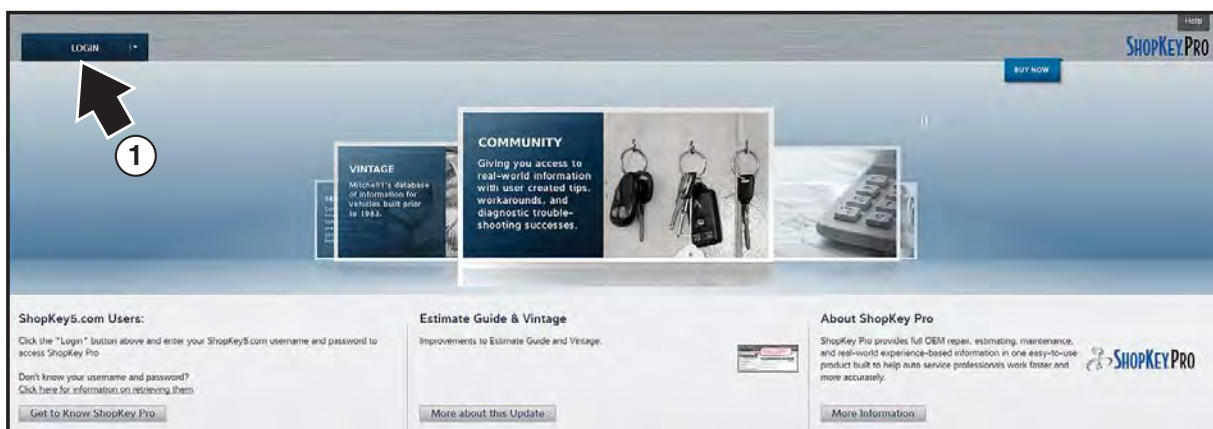 Help
LOGIN
SHOPKEY PRO
BUY NOW
1
COMMUNITY
Giving you access to
real-world information
with user created tips,
workarounds, and
diagnostic trouble-
shooting successes.
VINTAGE
Mitchell1's database
of information for
vehicles built prior
to 1983.
ShopKey5.com Users:
Click the "Login" button above and enter your ShopKey5.com username and password to
access ShopKey Pro
Don't know your username and password?
Click here for information on retrieving them
Get to Know ShopKey Pro
Estimate Guide & Vintage
Improvements to Estimate Guide and Vintage.
More about this Update
About ShopKey Pro
ShopKey Pro provides full OEM repair, estimating, maintenance,
and real-world experience-based information in one easy-to-use
product built to help auto service professionals work faster and
more accurately.
SHOPKEY PRO
More Information